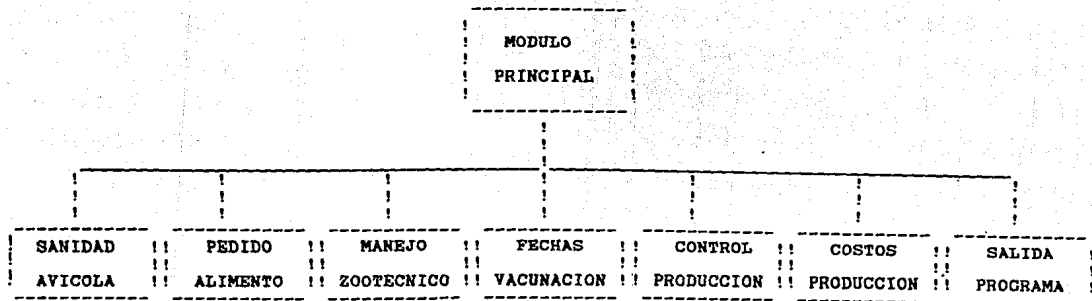 MODULO
PRINCIPAL
SANIDAD PEDIDO MANEJO FECHAS CONTROL COSTOS SALIDA
AVICOLA ALIMENTO ZOOTECNICO VACUNACION PRODUCCION PRODUCCION PROGRAMA